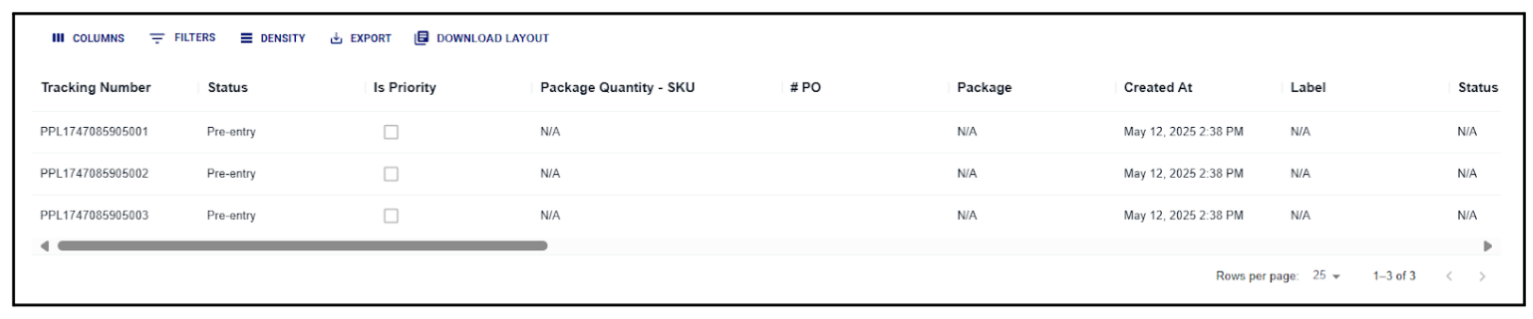 COLUMNS FILTERS DENSITY EXPORT DOWNLOAD LAYOUT
Tracking Number Status Is Priority Package Quantity - SKU # PO Package Created At Label Status
PPL1747085905001 Pre-entry N/A N/A May 12, 2025 2:38 PM N/A N/A
PPL1747085905002 Pre-entry N/A N/A May 12, 2025 2:38 PM N/A N/A
PPL1747085905003 Pre-entry N/A N/A May 12, 2025 2:38 PM N/A N/A
Rows per page: 25 1–3 of 3